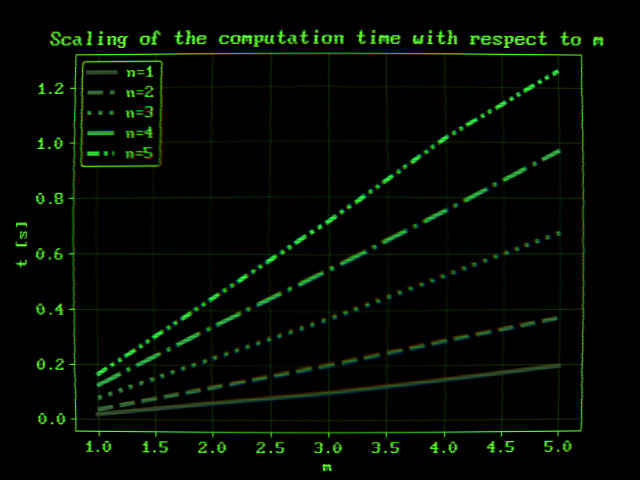 Scaling of the computation time with respect to m
n=1
n=2
n=3
n=4
n=5
1.2
1.0
0.8
0.6
0.4
0.2
0.0
t [s]
1.0 1.5 2.0 2.5 3.0 3.5 4.0 4.5 5.0
m